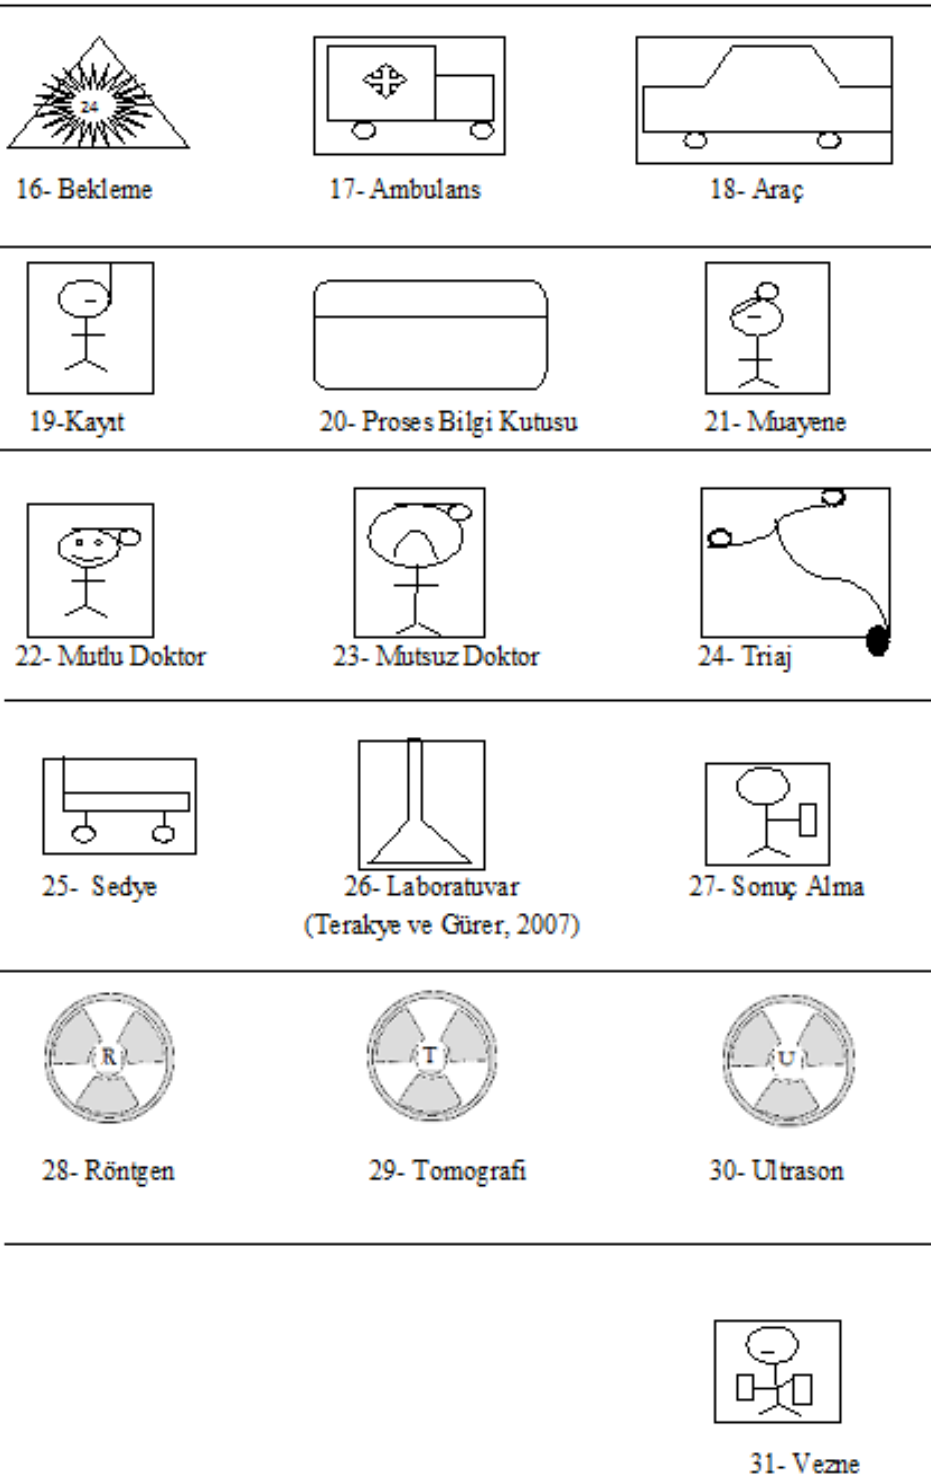 24
16- Bekleme
17- Ambulans
18- Araç
19-Kayıt
20- Proses Bilgi Kutusu
21- Muayene
22- Mutlu Doktor
23- Mutsuz Doktor
24- Triaj
25- Sedye
26- Laboratuvar
(Terakye ve Gürer, 2007)
27- Sonuç Alma
R
T
U
28- Röntgen
29- Tomografi
30- Ultrason
31- Vezne